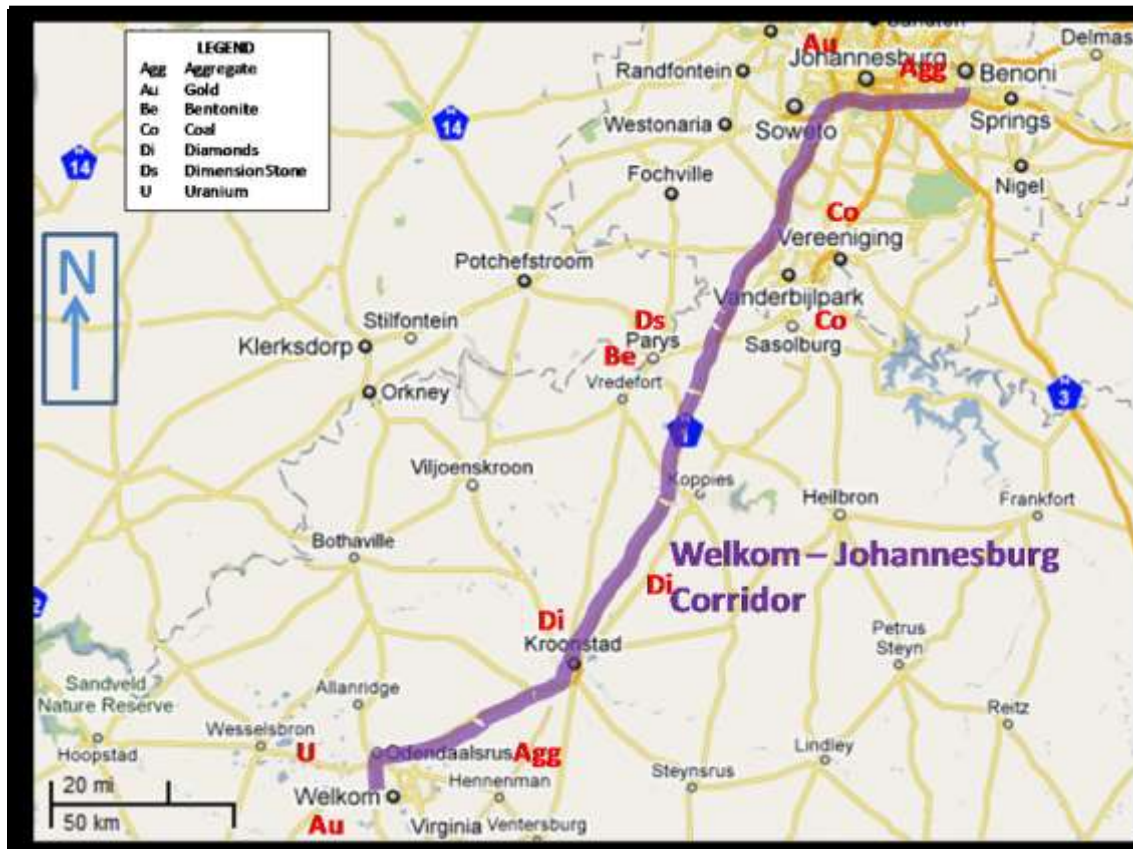 LEGEND
Agg Aggregate
Au Gold
Be Bentonite
Co Coal
Di Diamonds
Ds Dimension Stone
U Uranium
Au
Johannesburg
Agg
Delmas
Randfontein
Benoni
14
Westonaria
Soweto
Springs
14
Fochville
Nigel
N
Co
Vereeniging
Potchefstroom
Vanderbijlpark
Stilfontein
Ds
Co
Klerksdorp
Parys
Sasolburg
Be
Vredefort
Orkney
3
1
Viljoenskroon
Koppies
Heilbron
Frankfort
Bothaville
Welkom – Johannesburg
Corridor
Di
Di
Kroonstad
Petrus
Steyn
Sandveld
Nature Reserve
Allanridge
Reitz
Wesselsbron
Hoopstad
U
Odendaalsrus
Agg
Lindley
Steynsrus
Hennenman
20 mi
50 km
Welkom
Au
Virginia
Ventersburg